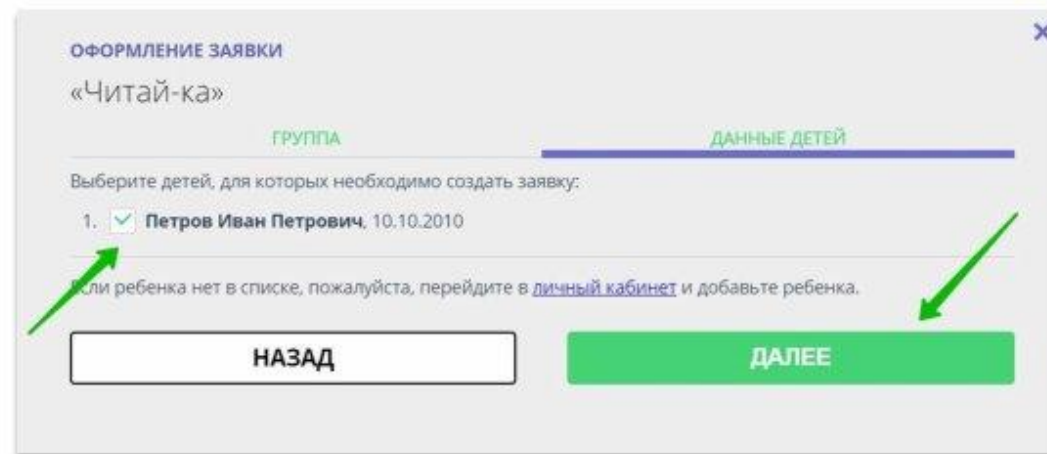 ОФОРМЛЕНИЕ ЗАЯВКИ
«Читай-ка»
ГРУППА
ДАННЫЕ ДЕТЕЙ
Выберите детей, для которых необходимо создать заявку:
1. Петров Иван Петрович, 10.10.2010
Если ребенка нет в списке, пожалуйста, перейдите в личный кабинет и добавьте ребенка.
НАЗАД
ДАЛЕЕ